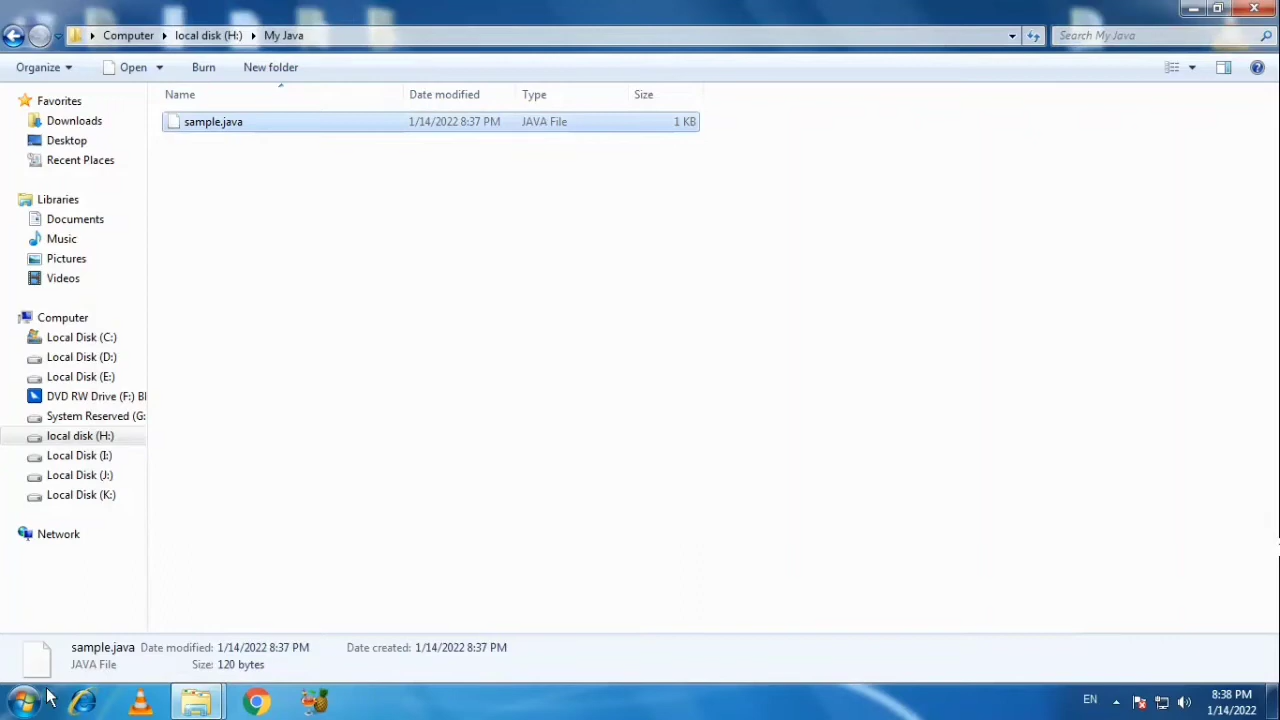 Computer local disk (H:) My Java
Search My Java
Organize Open Burn New folder
Name Date modified Type Size
sample.java 1/14/2022 8:37 PM JAVA File 1 KB
Favorites
Downloads
Desktop
Recent Places
Libraries
Documents
Music
Pictures
Videos
Computer
Local Disk (C:)
Local Disk (D:)
Local Disk (E:)
DVD RW Drive (F:) Bl
System Reserved (G:
local disk (H:)
Local Disk (I:)
Local Disk (J:)
Local Disk (K:)
Network
sample.java Date modified: 1/14/2022 8:37 PM Date created: 1/14/2022 8:37 PM
JAVA File Size: 120 bytes
EN 8:38 PM
1/14/2022